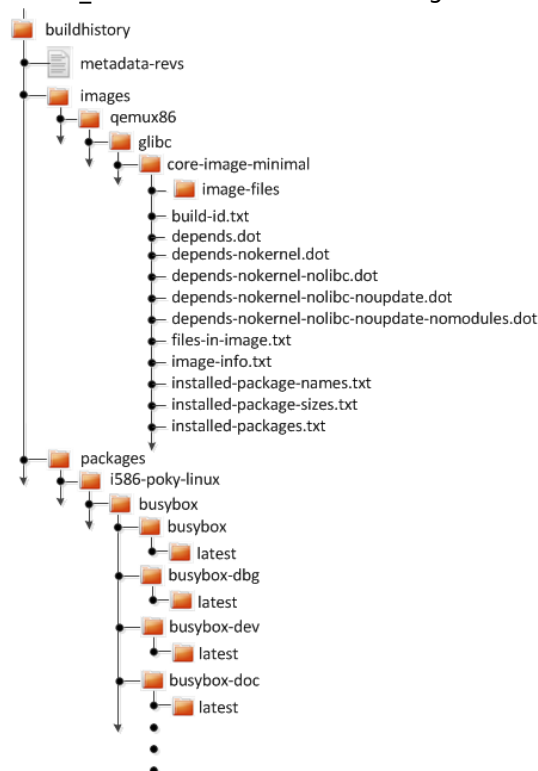 buildhistory
metadata-revs
images
qemux86
glibc
core-image-minimal
image-files
build-id.txt
depends.dot
depends-nokernel.dot
depends-nokernel-nolibc.dot
depends-nokernel-nolibc-noupdate.dot
depends-nokernel-nolibc-noupdate-nomodules.dot
files-in-image.txt
image-info.txt
installed-package-names.txt
installed-package-sizes.txt
installed-packages.txt
packages
i586-poky-linux
busybox
busybox
latest
busybox-dbg
latest
busybox-dev
latest
busybox-doc
latest